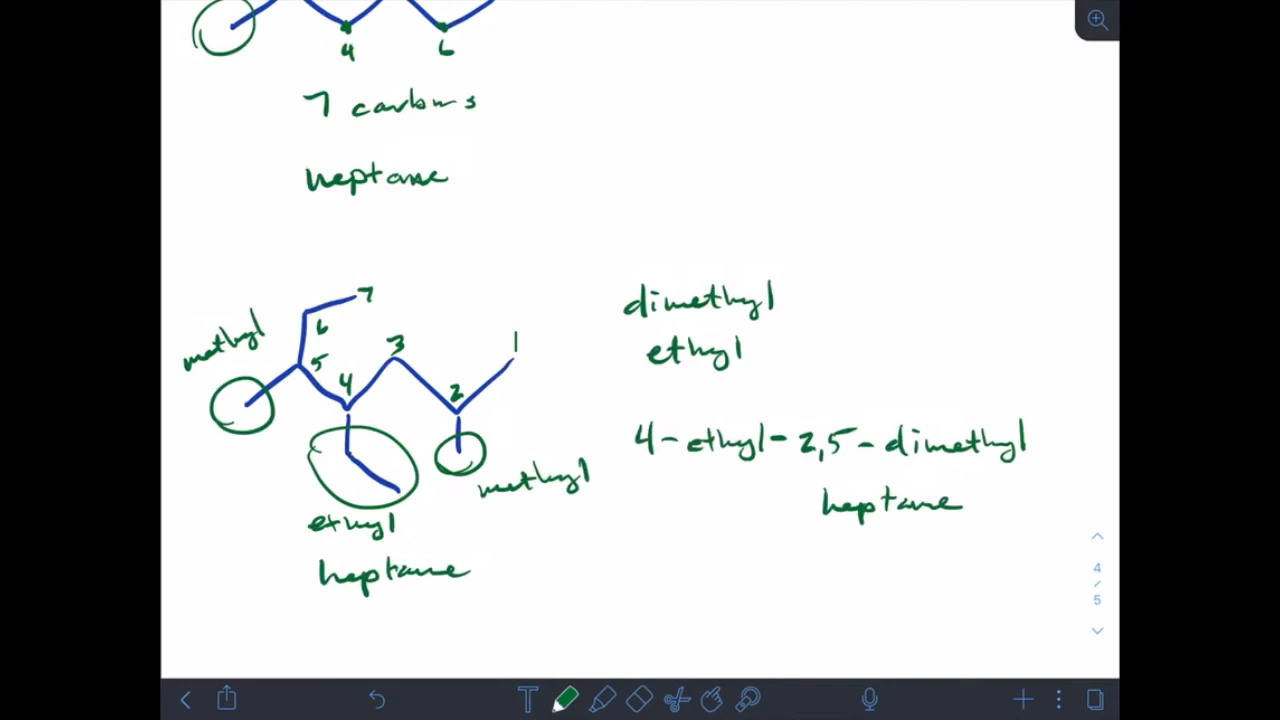 4
6
7 carbons
heptane
7
methyl
6
5
4
3
2
1
methyl
ethyl
heptane
dimethyl
ethyl
4-ethyl-2,5-dimethyl
heptane
4
/
5
T